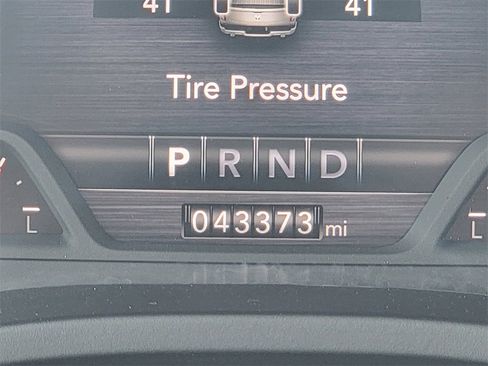 41 41
Tire Pressure
P R N D
043373 mi
L L